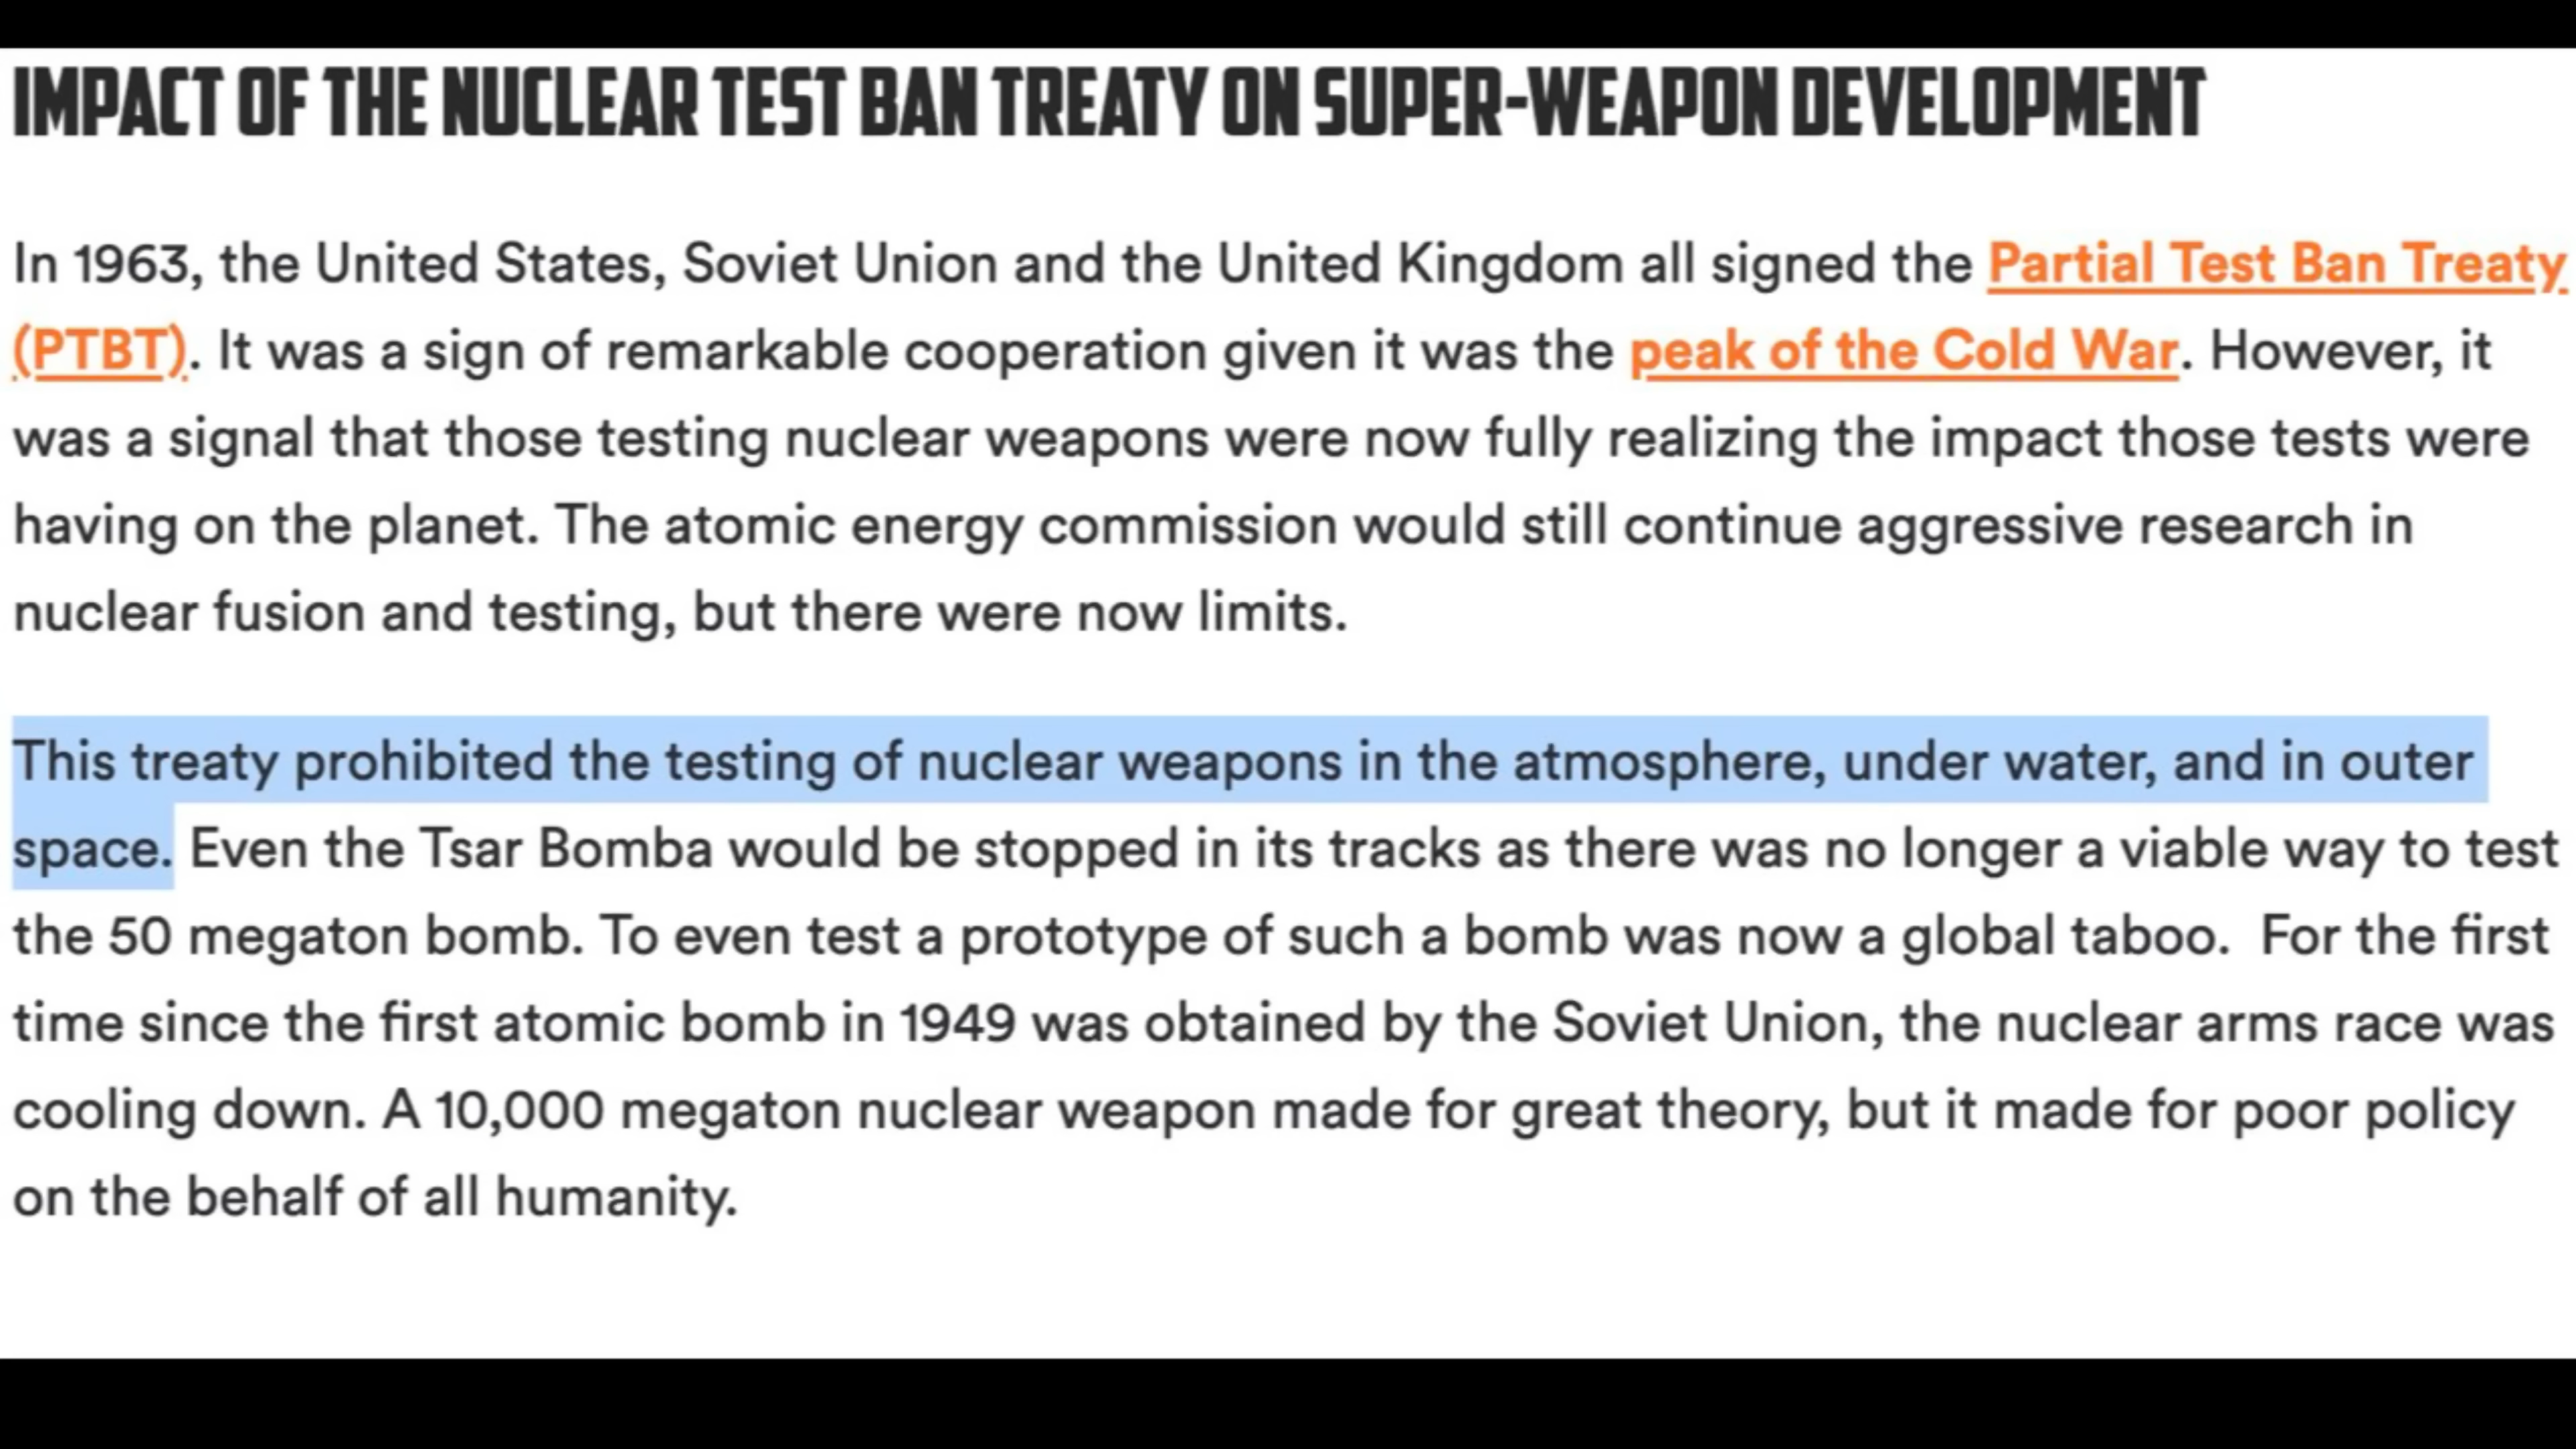 IMPACT OF THE NUCLEAR TEST BAN TREATY ON SUPER-WEAPON DEVELOPMENT
In 1963, the United States, Soviet Union and the United Kingdom all signed the Partial Test Ban Treaty
(PTBT). It was a sign of remarkable cooperation given it was the peak of the Cold War. However, it
was a signal that those testing nuclear weapons were now fully realizing the impact those tests were
having on the planet. The atomic energy commission would still continue aggressive research in
nuclear fusion and testing, but there were now limits.
This treaty prohibited the testing of nuclear weapons in the atmosphere, under water, and in outer
space. Even the Tsar Bomba would be stopped in its tracks as there was no longer a viable way to test
the 50 megaton bomb. To even test a prototype of such a bomb was now a global taboo.  For the first
time since the first atomic bomb in 1949 was obtained by the Soviet Union, the nuclear arms race was
cooling down. A 10,000 megaton nuclear weapon made for great theory, but it made for poor policy
on the behalf of all humanity.